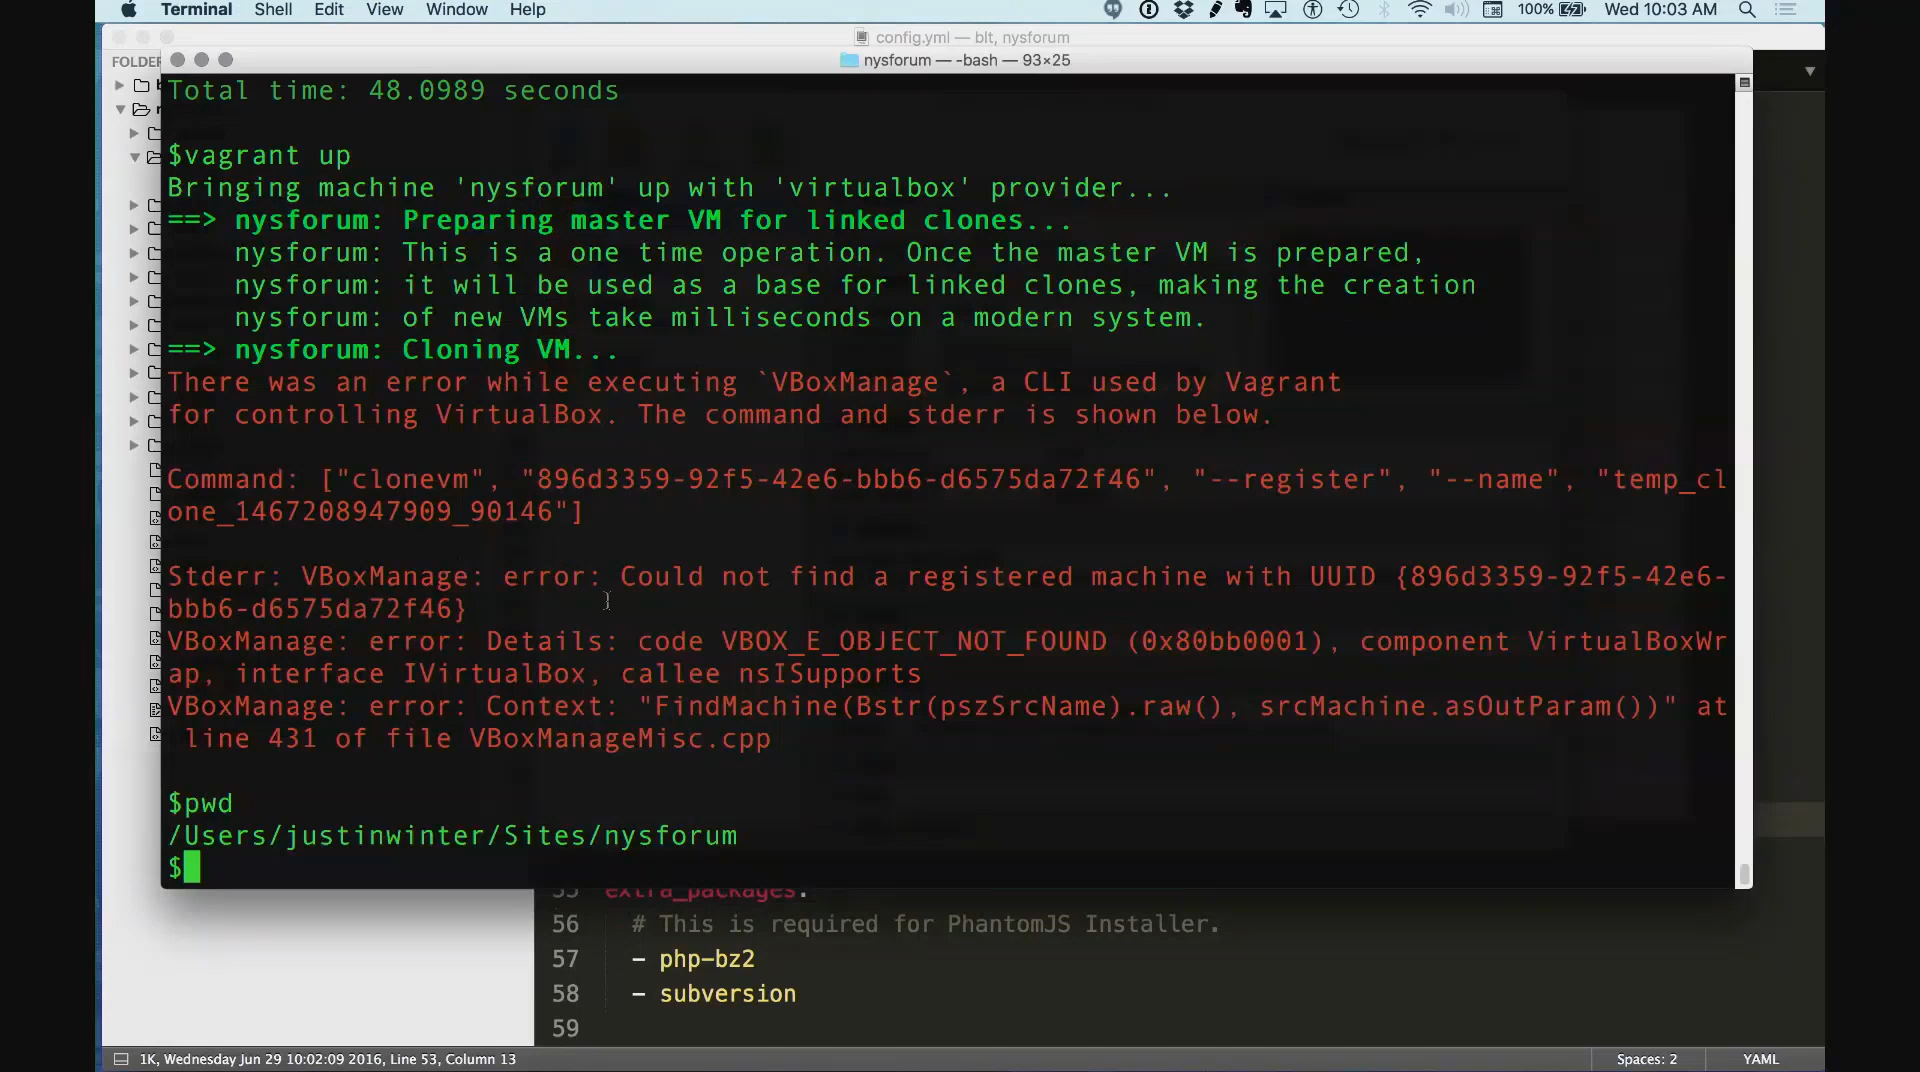 Terminal Shell Edit View Window Help 100% Wed 10:03 AM
config.yml — blt, nysforum
nysforum — -bash — 93×25
FOLDER
Total time: 48.0989 seconds
$vagrant up
Bringing machine 'nysforum' up with 'virtualbox' provider...
==> nysforum: Preparing master VM for linked clones...
nysforum: This is a one time operation. Once the master VM is prepared,
nysforum: it will be used as a base for linked clones, making the creation
nysforum: of new VMs take milliseconds on a modern system.
==> nysforum: Cloning VM...
There was an error while executing `VBoxManage`, a CLI used by Vagrant
for controlling VirtualBox. The command and stderr is shown below.
Command: ["clonevm", "896d3359-92f5-42e6-bbb6-d6575da72f46", "--register", "--name", "temp_cl
one_1467208947909_90146"]
Stderr: VBoxManage: error: Could not find a registered machine with UUID {896d3359-92f5-42e6-
bbb6-d6575da72f46}
VBoxManage: error: Details: code VBOX_E_OBJECT_NOT_FOUND (0x80bb0001), component VirtualBoxWr
ap, interface IVirtualBox, callee nsISupports
VBoxManage: error: Context: "FindMachine(Bstr(pszSrcName).raw(), srcMachine.asOutParam())" at
line 431 of file VBoxManageMisc.cpp
$pwd
/Users/justinwinter/Sites/nysforum
$
55 extra_packages:
56 # This is required for PhantomJS Installer.
57 - php-bz2
58 - subversion
59
1K, Wednesday Jun 29 10:02:09 2016, Line 53, Column 13 Spaces: 2 YAML